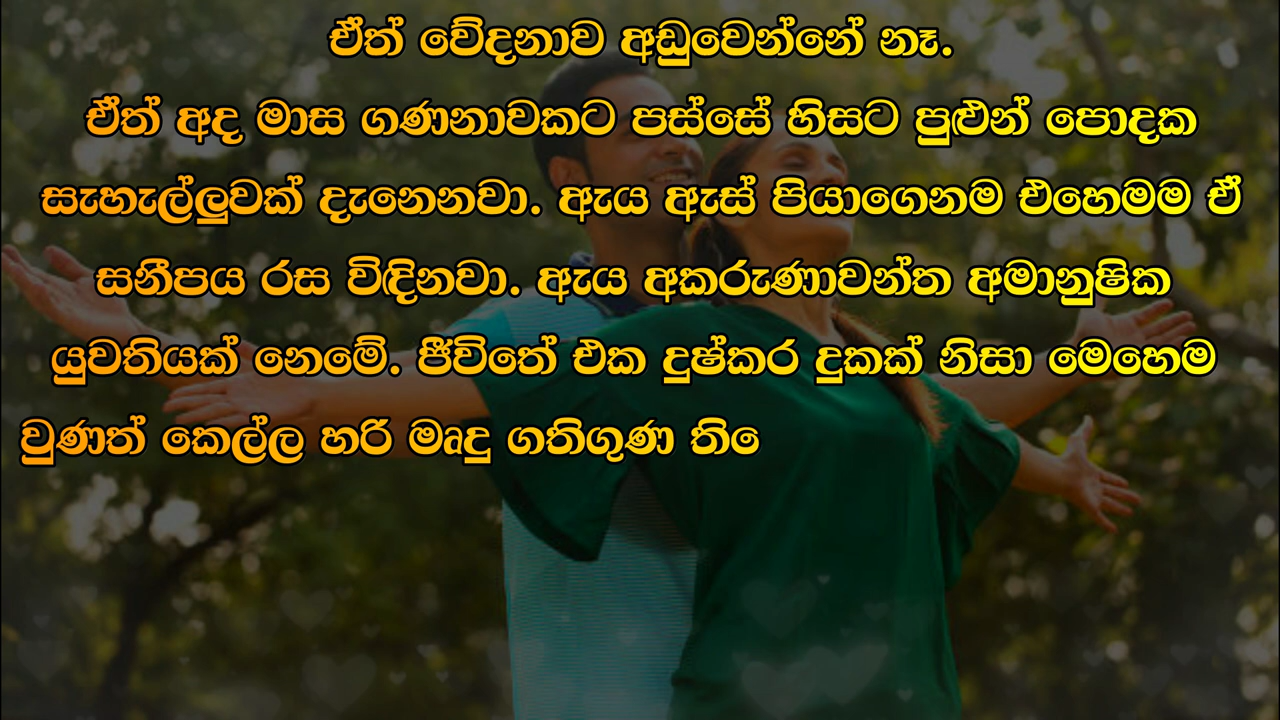 ඒත් වේදනාව අඩුවෙන්නේ නෑ.
ඒත් අද මාස ගණනාවකට පස්සේ හිසට පුළුන් පොදක
සැහැල්ලුවක් දැනෙනවා. ඇය ඇස් පියාගෙනම එහෙමම ඒ
සනීපය රස විඳිනවා. ඇය අකරුණාවන්ත අමානුෂික
යුවතියක් නෙමේ. ජීවිතේ එක දුෂ්කර දුකක් නිසා මෙහෙම
වුණත් කෙල්ල හරි මෘදු ගතිගුණ තිෙ